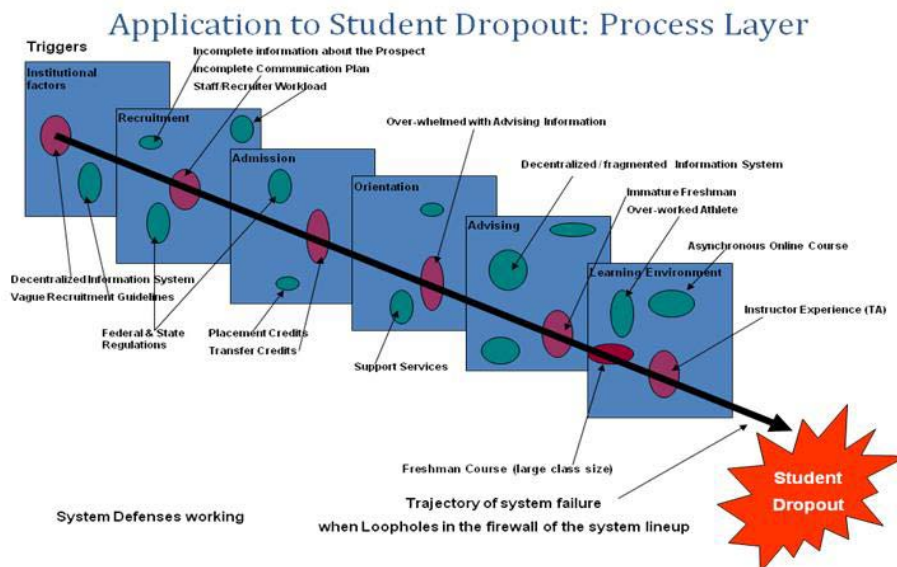 Application to Student Dropout: Process Layer
Triggers
Incomplete information about the Prospect
Incomplete Communication Plan
Staff/Recruiter Workload
Institutional
factors
Recruitment
Over-whelmed with Advising Information
Admission
Decentralized / fragmented Information System
Orientation
Immature Freshman
Over-worked Athlete
Advising
Asynchronous Online Course
Learning Environment
Decentralized Information System
Vague Recruitment Guidelines
Instructor Experience (TA)
Federal & State
Regulations
Placement Credits
Transfer Credits
Support Services
Freshman Course (large class size)
Student
Dropout
Trajectory of system failure
when Loopholes in the firewall of the system lineup
System Defenses working